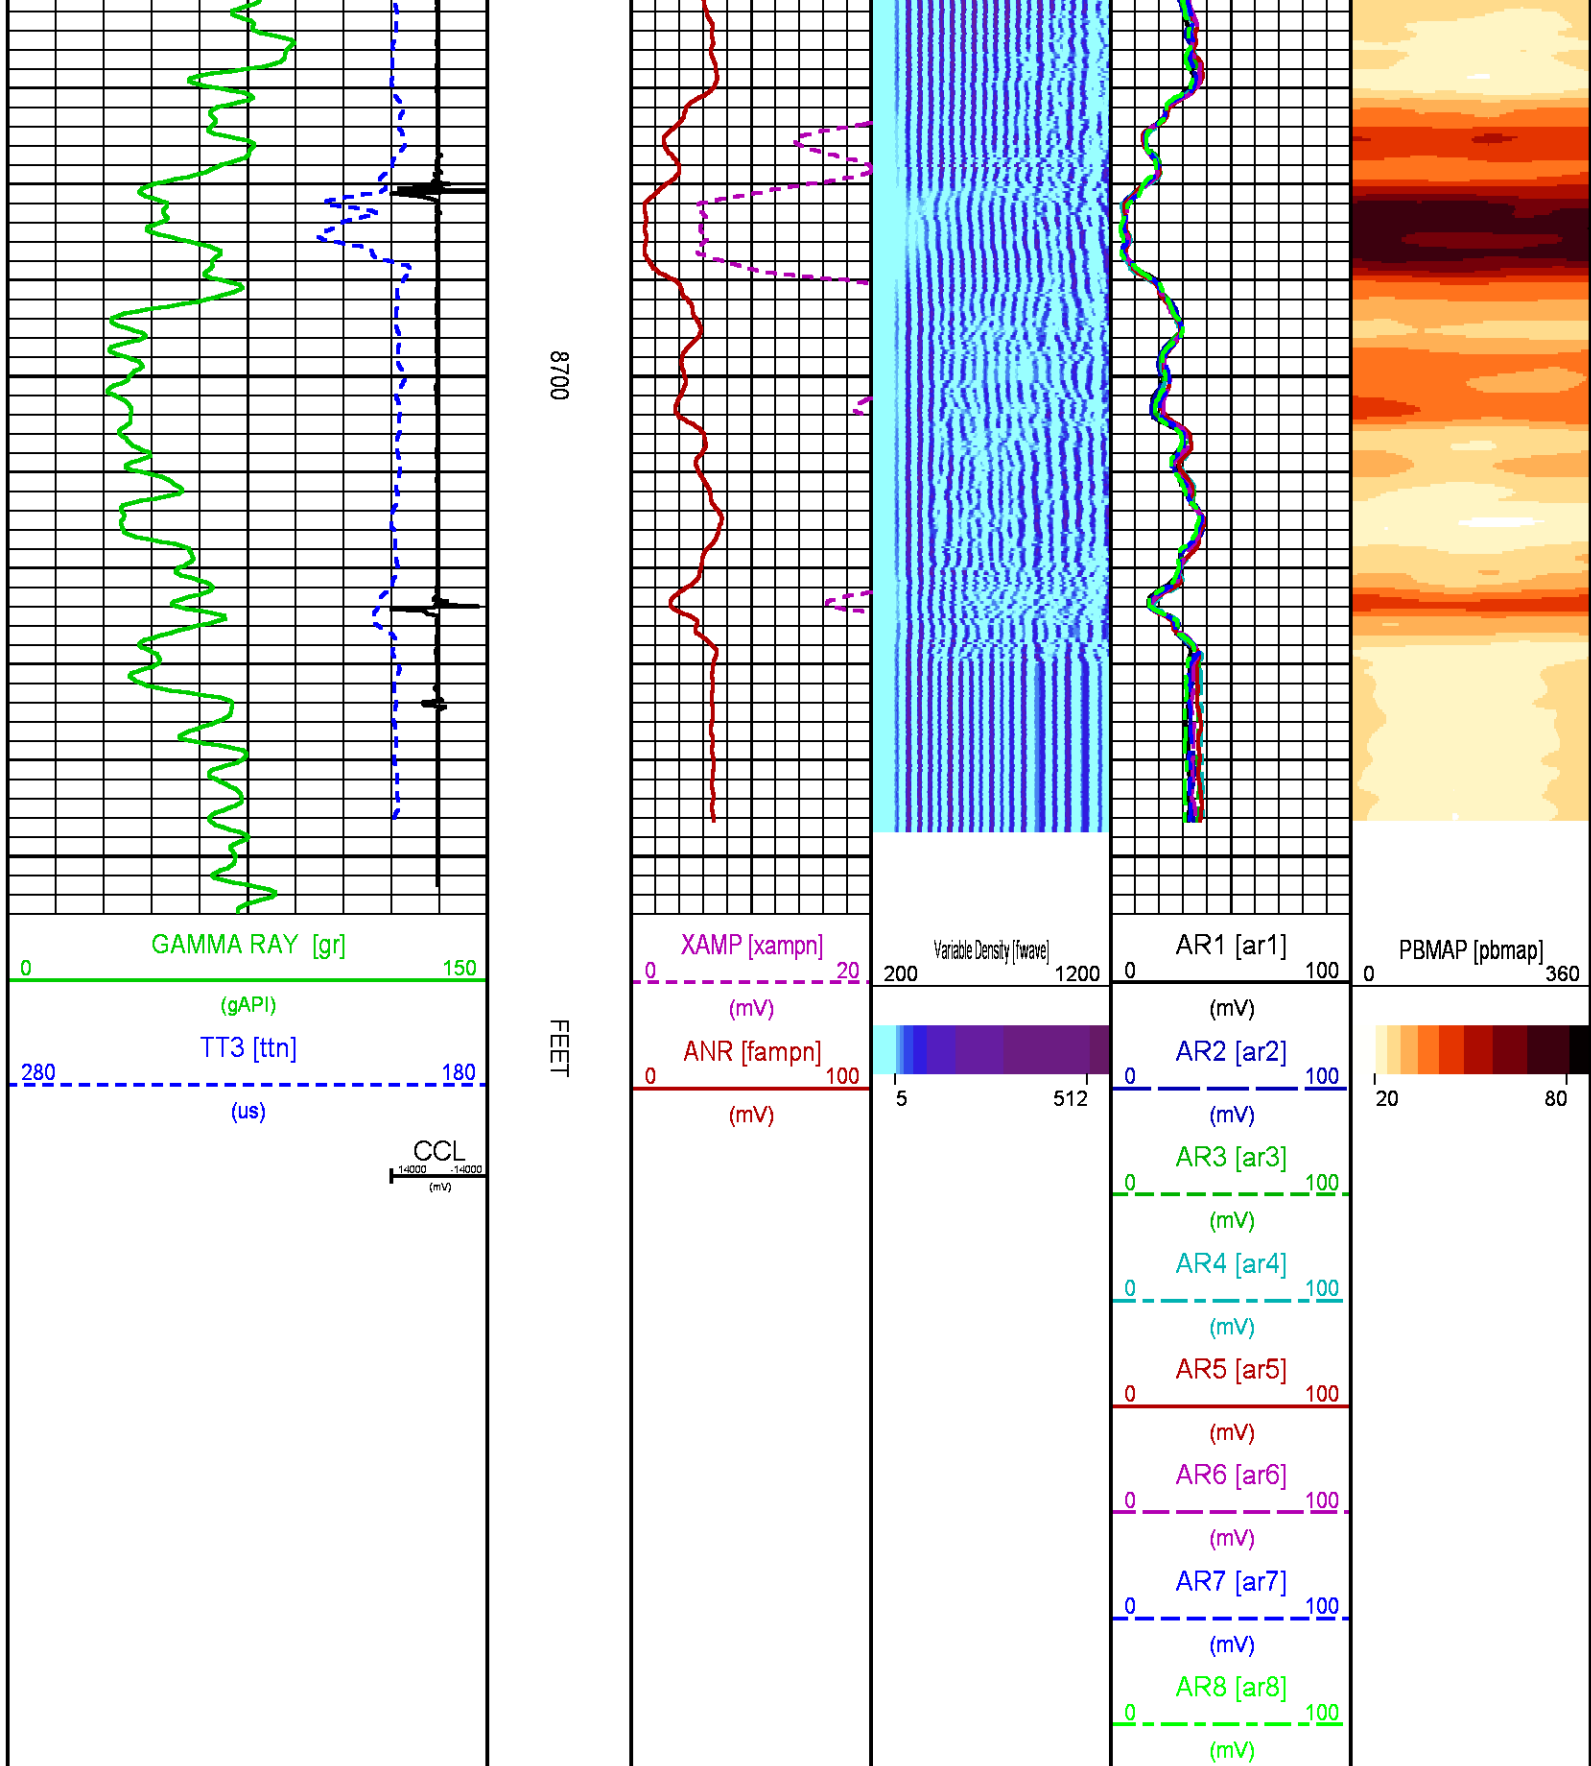 8700
FEET
GAMMA RAY [gr]
0 150
(gAPI)
TT3 [ttn]
280 180
(us)
CCL
14000 -14000
(mV)
XAMP [xampn]
0 20
(mV)
ANR [fampn]
0 100
(mV)
Variable Density [fwave]
200 1200
5 512
AR1 [ar1]
0 100
(mV)
AR2 [ar2]
0 100
(mV)
AR3 [ar3]
0 100
(mV)
AR4 [ar4]
0 100
(mV)
AR5 [ar5]
0 100
(mV)
AR6 [ar6]
0 100
(mV)
AR7 [ar7]
0 100
(mV)
AR8 [ar8]
0 100
(mV)
PBMAP [pbmap]
0 360
20 80